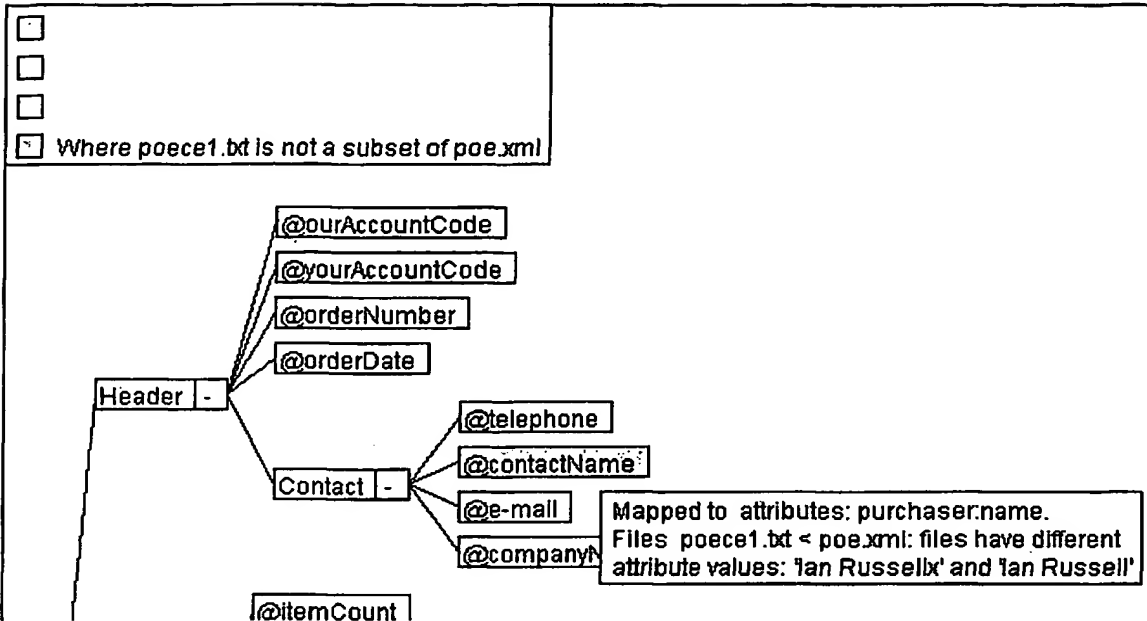 Where poece1.txt is not a subset of poe.xml
@ourAccountCode
@yourAccountCode
@orderNumber
@orderDate
Header -
@telephone
@contactName
Contact -
@e-mail
@companyN
Mapped to attributes: purchaser:name.
Files poece1.txt < poe.xml: files have different
attribute values: 'Ian Russellx' and 'Ian Russell'
@itemCount